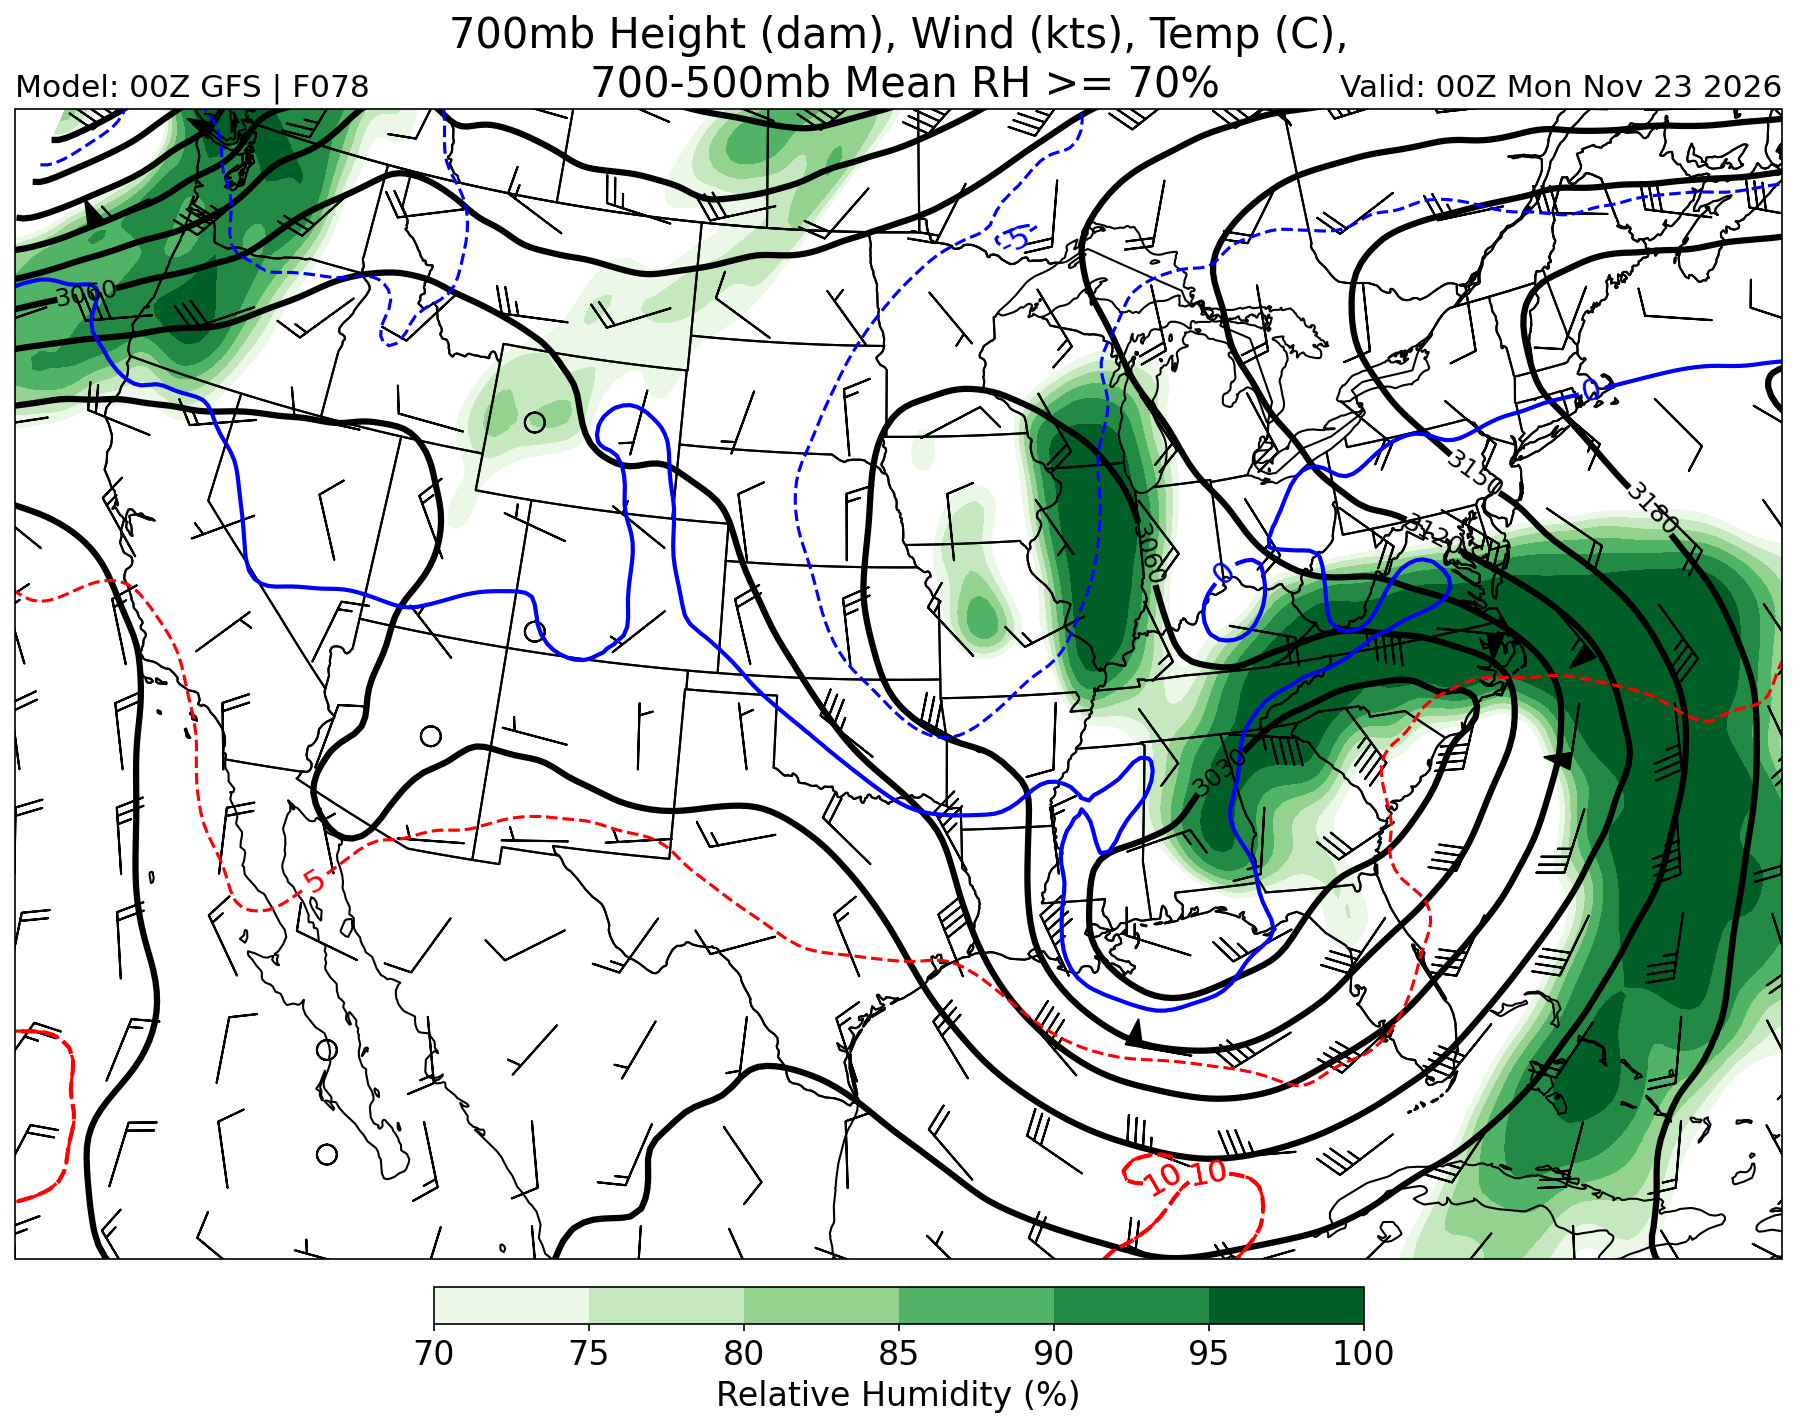 700mb Height (dam), Wind (kts), Temp (C),
700-500mb Mean RH >= 70%
Model: 00Z GFS | F078
Valid: 00Z Mon Nov 23 2026
-5
3060
0
3150
3180
3120
3060
0
3030
5
10
10
70 75 80 85 90 95 100
Relative Humidity (%)